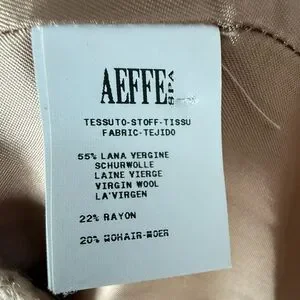 AEFFE SPA
TESSUTO-STOFF-TISSU
FABRIC-TEJIDO
55% LANA VERGINE
SCHURWOLLE
LAINE VIERGE
VIRGIN WOOL
LA'VIRGEN
22% RAYON
20% MOHAIR-MOER